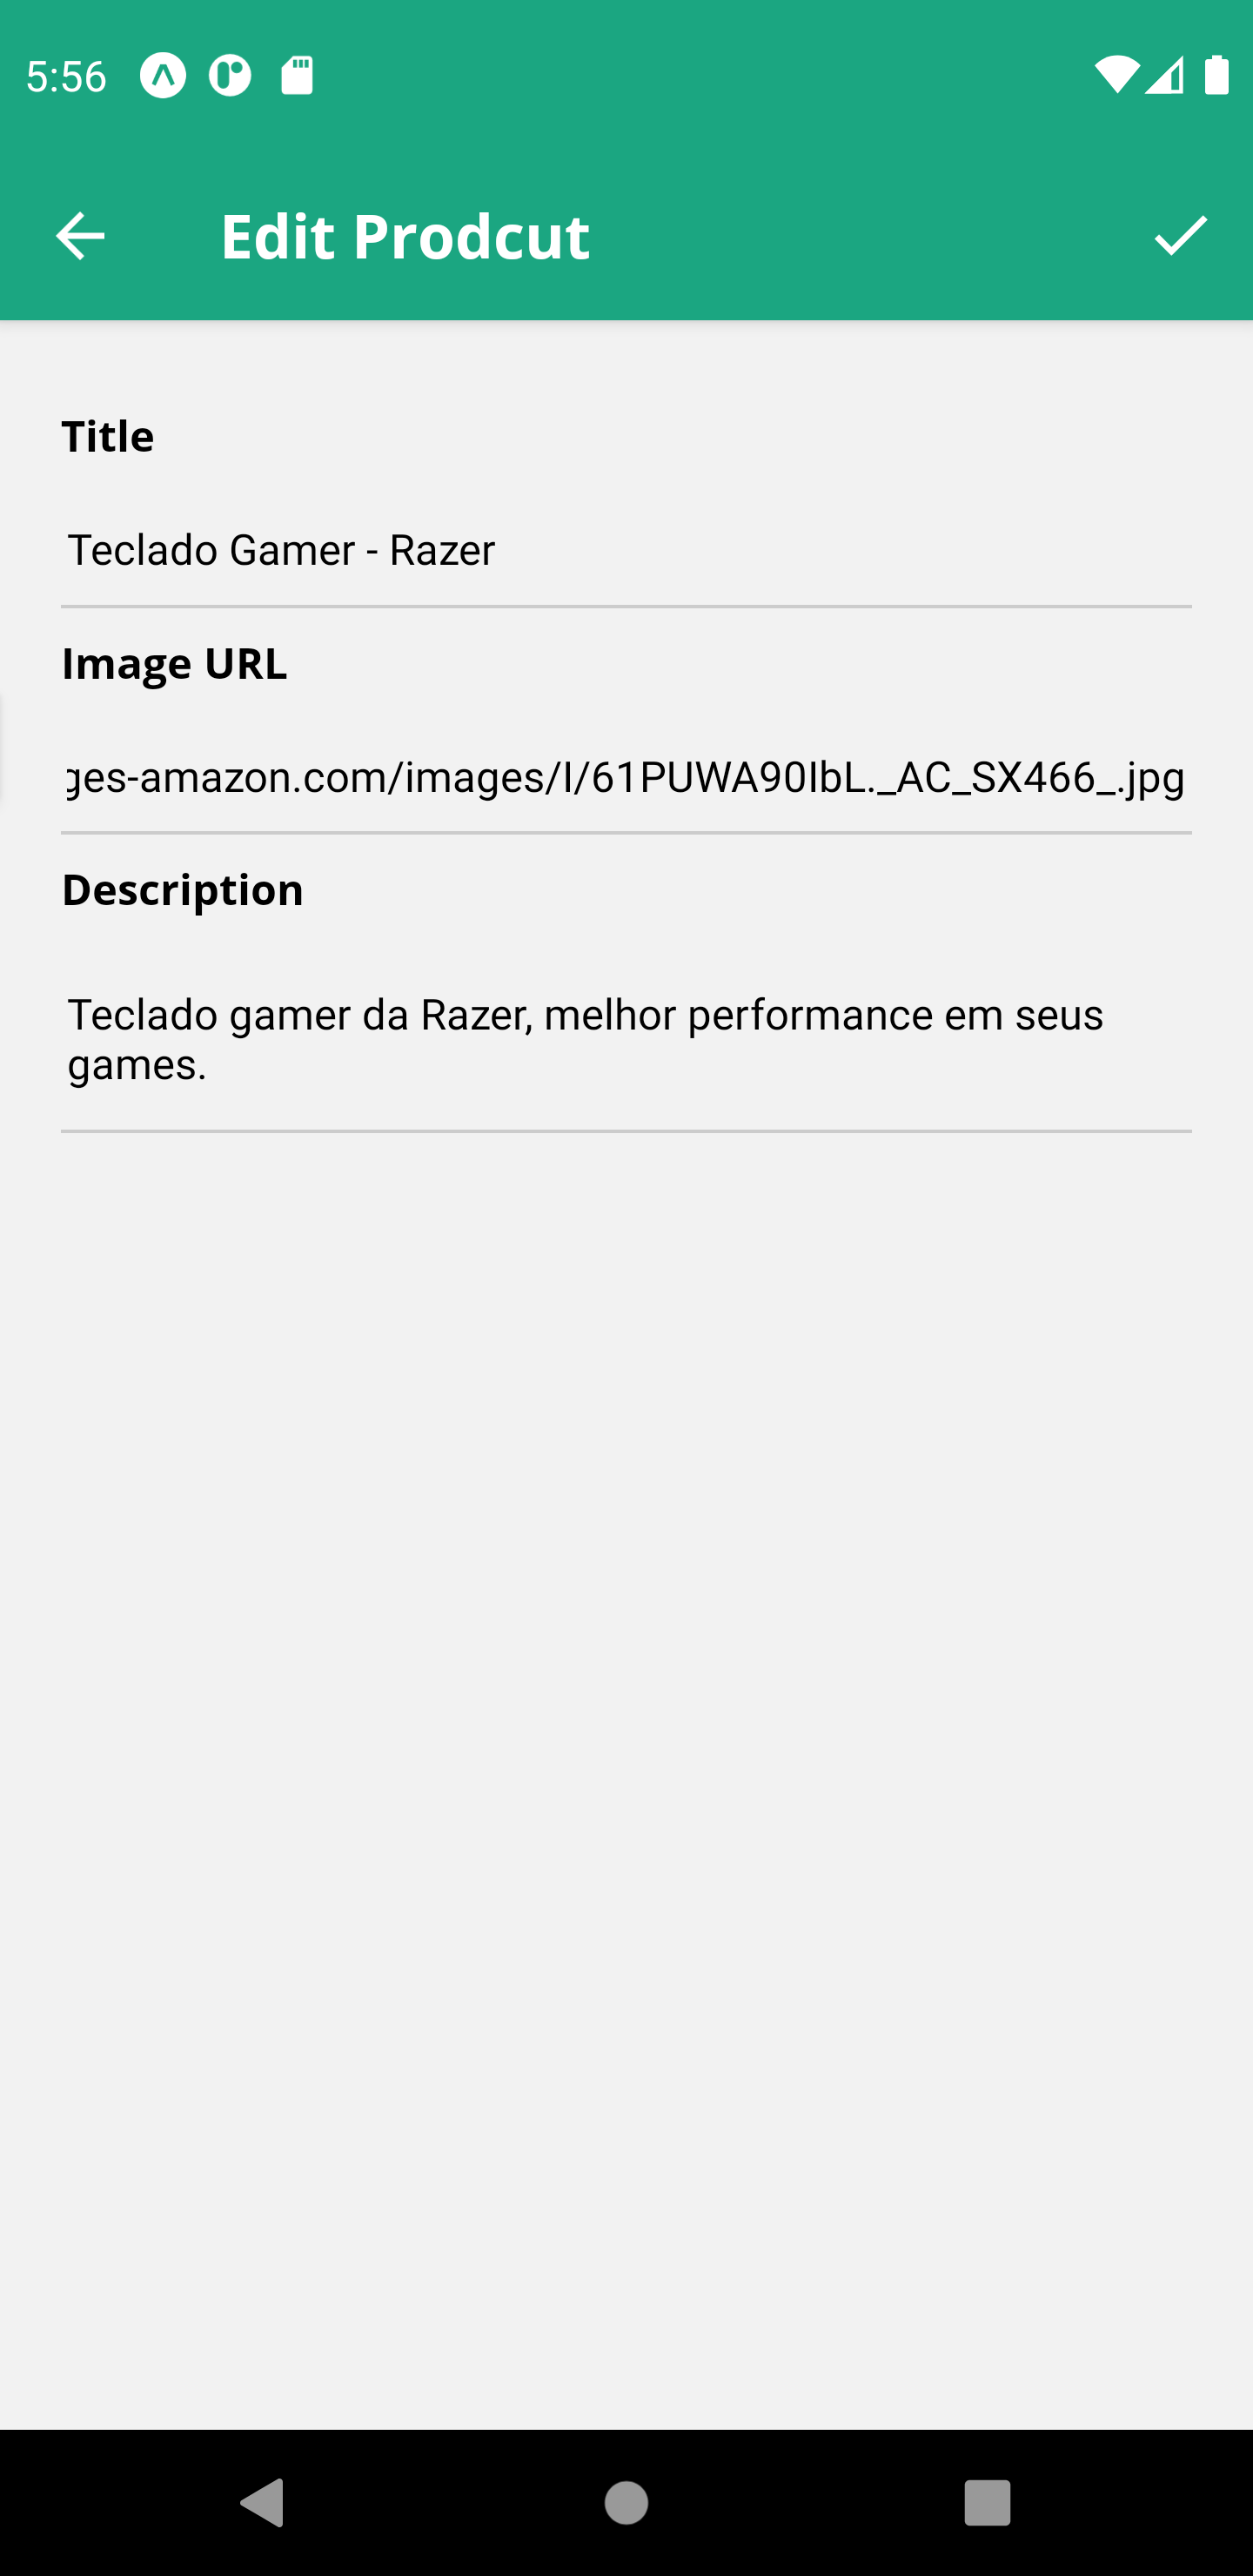 5:56
Edit Prodcut
Title
Teclado Gamer - Razer
Image URL
ges-amazon.com/images/I/61PUWA90IbL._AC_SX466_.jpg
Description
Teclado gamer da Razer, melhor performance em seus
games.